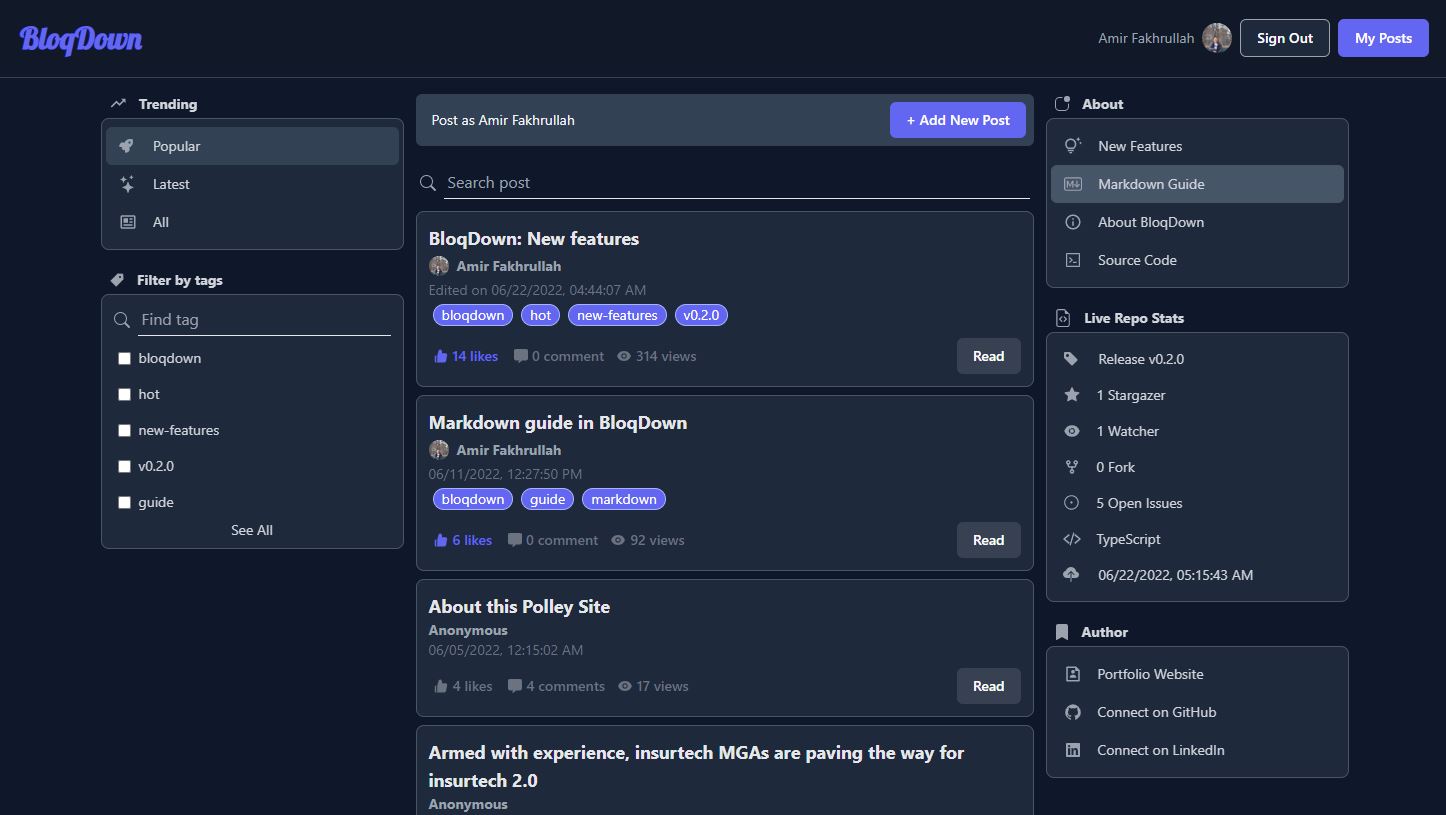 BloqDown
Amir Fakhrullah
Sign Out
My Posts
Trending
Popular
Latest
All
Filter by tags
Find tag
bloqdown
hot
new-features
v0.2.0
guide
See All
Post as Amir Fakhrullah
+ Add New Post
Search post
BloqDown: New features
Amir Fakhrullah
Edited on 06/22/2022, 04:44:07 AM
bloqdown hot new-features v0.2.0
14 likes 0 comment 314 views Read
Markdown guide in BloqDown
Amir Fakhrullah
06/11/2022, 12:27:50 PM
bloqdown guide markdown
6 likes 0 comment 92 views Read
About this Polley Site
Anonymous
06/05/2022, 12:15:02 AM
4 likes 4 comments 17 views Read
Armed with experience, insurtech MGAs are paving the way for
insurtech 2.0
Anonymous
About
New Features
Markdown Guide
About BloqDown
Source Code
Live Repo Stats
Release v0.2.0
1 Stargazer
1 Watcher
0 Fork
5 Open Issues
TypeScript
06/22/2022, 05:15:43 AM
Author
Portfolio Website
Connect on GitHub
Connect on LinkedIn